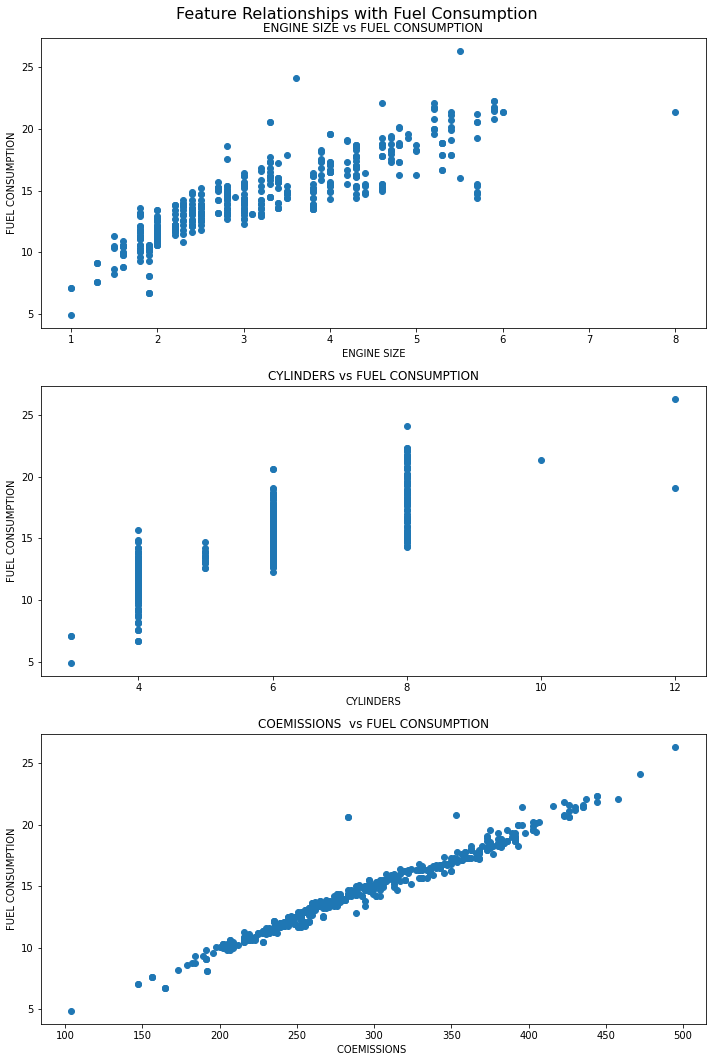 Feature Relationships with Fuel Consumption
ENGINE SIZE vs FUEL CONSUMPTION
25
20
15
10
5
FUEL CONSUMPTION
1 2 3 4 5 6 7 8
ENGINE SIZE
CYLINDERS vs FUEL CONSUMPTION
25
20
15
10
5
FUEL CONSUMPTION
4 6 8 10 12
CYLINDERS
COEMISSIONS  vs FUEL CONSUMPTION
25
20
15
10
5
FUEL CONSUMPTION
100 150 200 250 300 350 400 450 500
COEMISSIONS